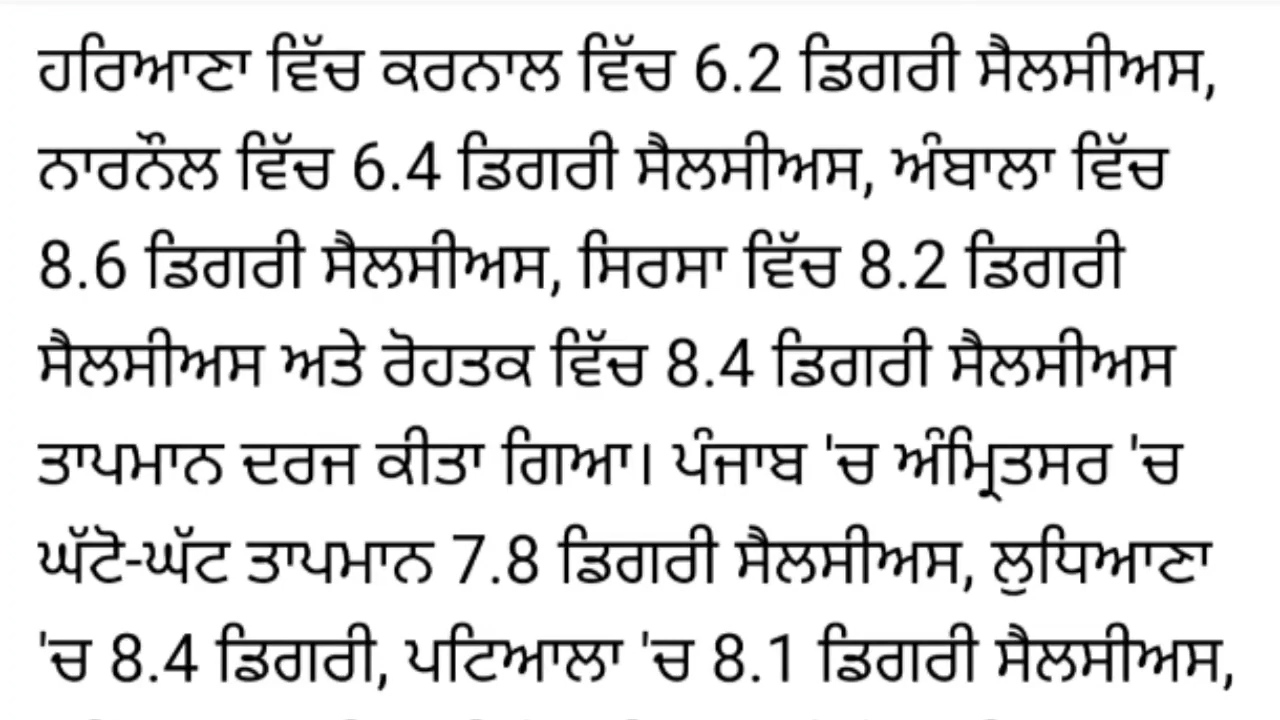 ਹਰਿਆਣਾ ਵਿੱਚ ਕਰਨਾਲ ਵਿੱਚ 6.2 ਡਿਗਰੀ ਸੈਲਸੀਅਸ,
ਨਾਰਨੌਲ ਵਿੱਚ 6.4 ਡਿਗਰੀ ਸੈਲਸੀਅਸ, ਅੰਬਾਲਾ ਵਿੱਚ
8.6 ਡਿਗਰੀ ਸੈਲਸੀਅਸ, ਸਿਰਸਾ ਵਿੱਚ 8.2 ਡਿਗਰੀ
ਸੈਲਸੀਅਸ ਅਤੇ ਰੋਹਤਕ ਵਿੱਚ 8.4 ਡਿਗਰੀ ਸੈਲਸੀਅਸ
ਤਾਪਮਾਨ ਦਰਜ ਕੀਤਾ ਗਿਆ। ਪੰਜਾਬ 'ਚ ਅੰਮ੍ਰਿਤਸਰ 'ਚ
ਘੱਟੋ-ਘੱਟ ਤਾਪਮਾਨ 7.8 ਡਿਗਰੀ ਸੈਲਸੀਅਸ, ਲੁਧਿਆਣਾ
'ਚ 8.4 ਡਿਗਰੀ, ਪਟਿਆਲਾ 'ਚ 8.1 ਡਿਗਰੀ ਸੈਲਸੀਅਸ,